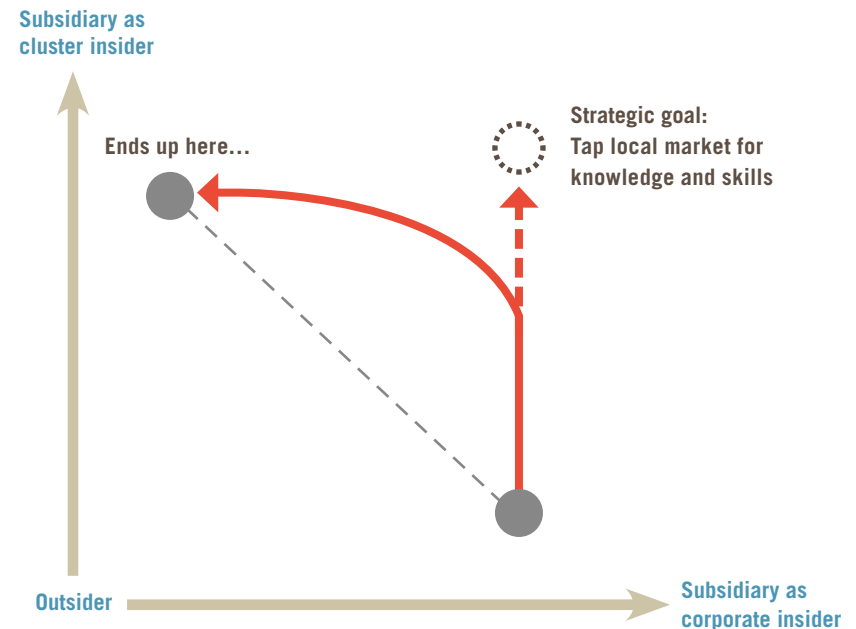 Subsidiary as
cluster insider
Ends up here…
Strategic goal:
Tap local market for
knowledge and skills
Outsider
Subsidiary as
corporate insider